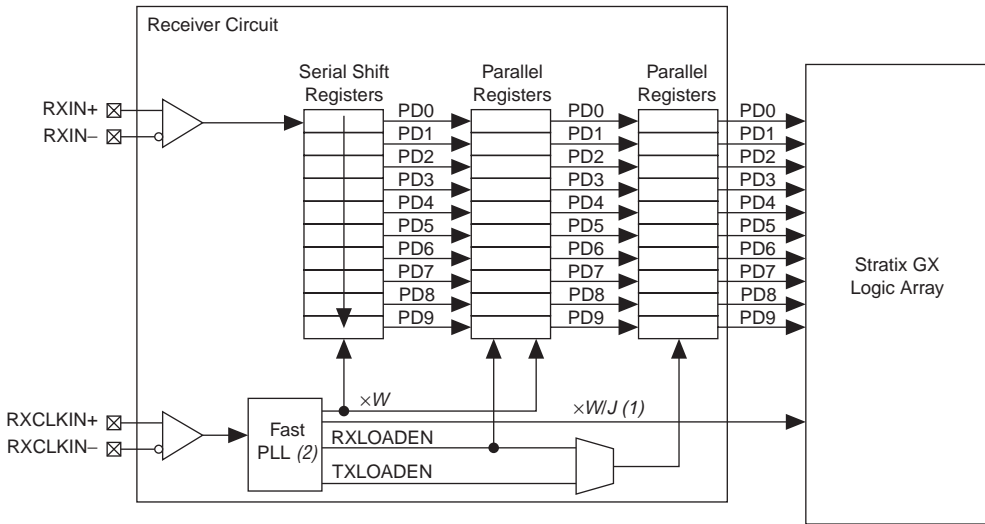 Receiver Circuit
Serial Shift
Registers
Parallel
Registers
Parallel
Registers
RXIN+
RXIN–
PD0 PD0 PD0
PD1 PD1 PD1
PD2 PD2 PD2
PD3 PD3 PD3
PD4 PD4 PD4
PD5 PD5 PD5
PD6 PD6 PD6
PD7 PD7 PD7
PD8 PD8 PD8
PD9 PD9 PD9
Stratix GX
Logic Array
RXCLKIN+
RXCLKIN–
Fast
PLL (2)
×W
×W/J (1)
RXLOADEN
TXLOADEN